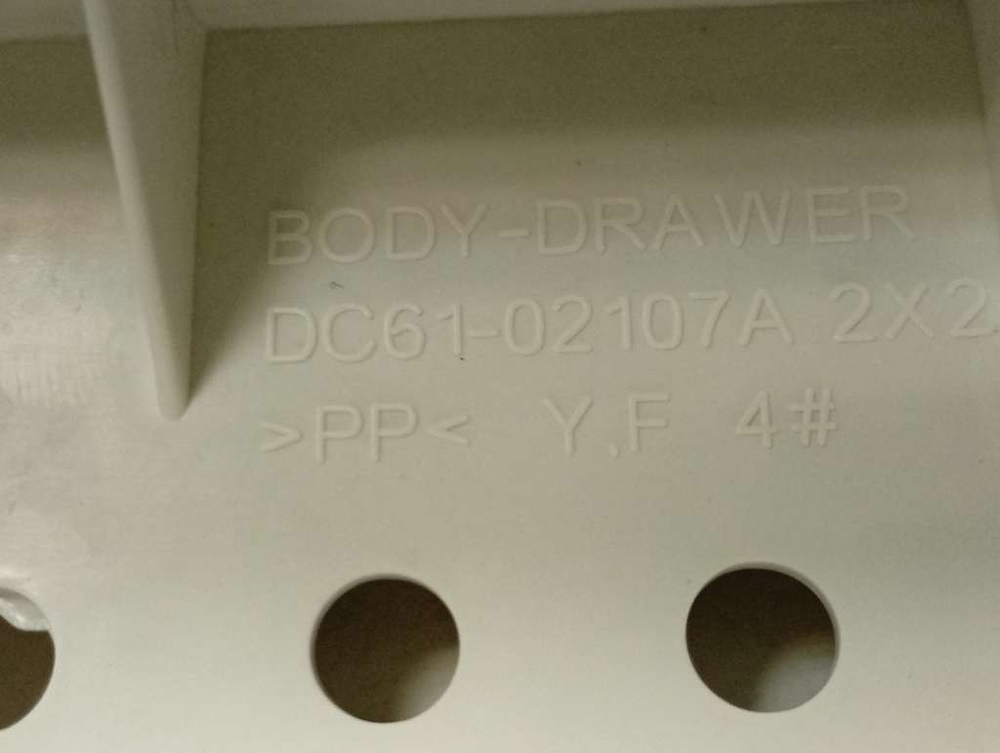 BODY-DRAWER
DC61-02107A 2X2
>PP< Y.F 4#